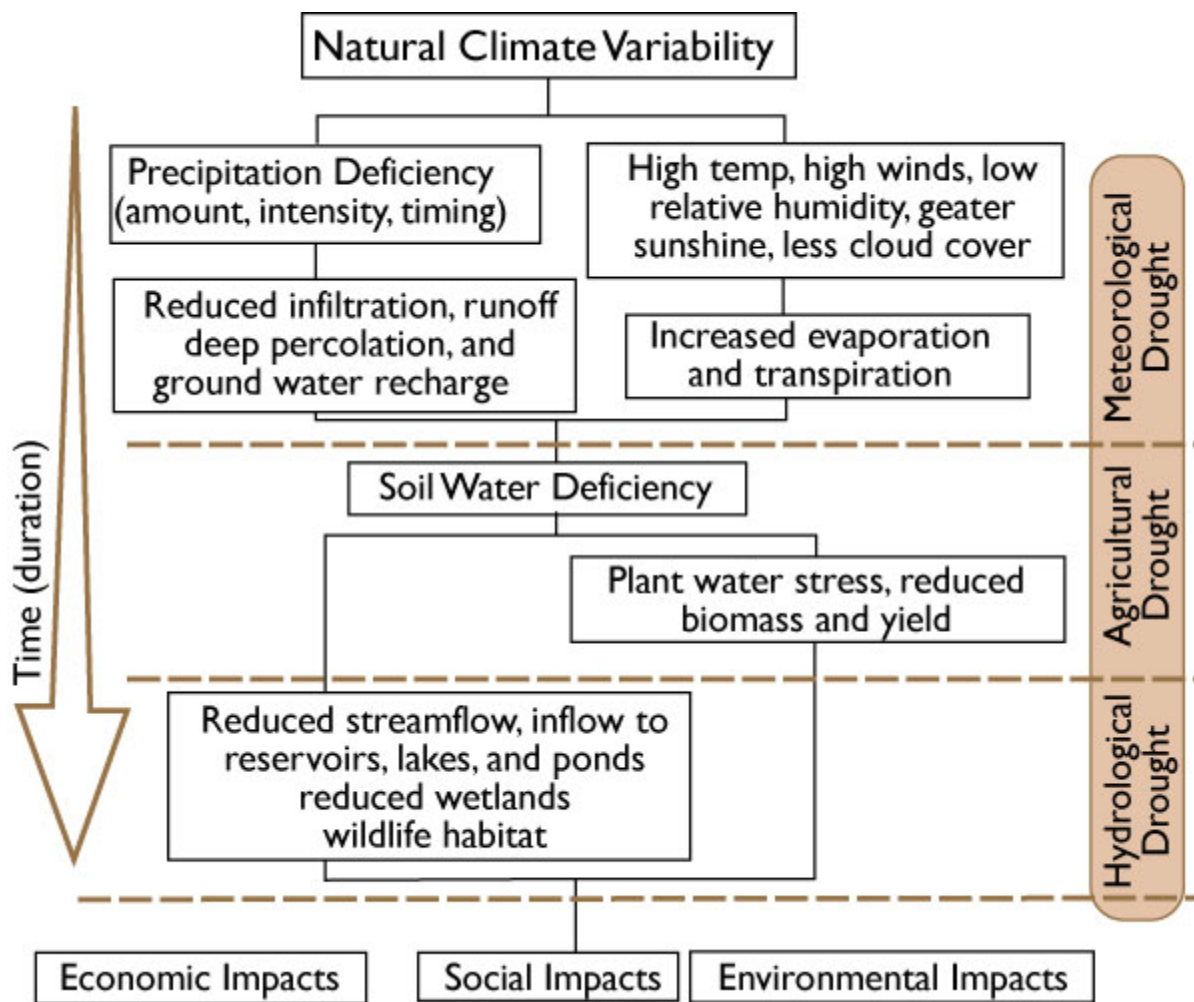 Natural Climate Variability
Precipitation Deficiency
(amount, intensity, timing)
High temp, high winds, low
relative humidity, geater
sunshine, less cloud cover
Reduced infiltration, runoff
deep percolation, and
ground water recharge
Increased evaporation
and transpiration
Soil Water Deficiency
Plant water stress, reduced
biomass and yield
Reduced streamflow, inflow to
reservoirs, lakes, and ponds
reduced wetlands
wildlife habitat
Economic Impacts
Social Impacts
Environmental Impacts
Time (duration)
Meteorological
Drought
Agricultural
Drought
Hydrological
Drought